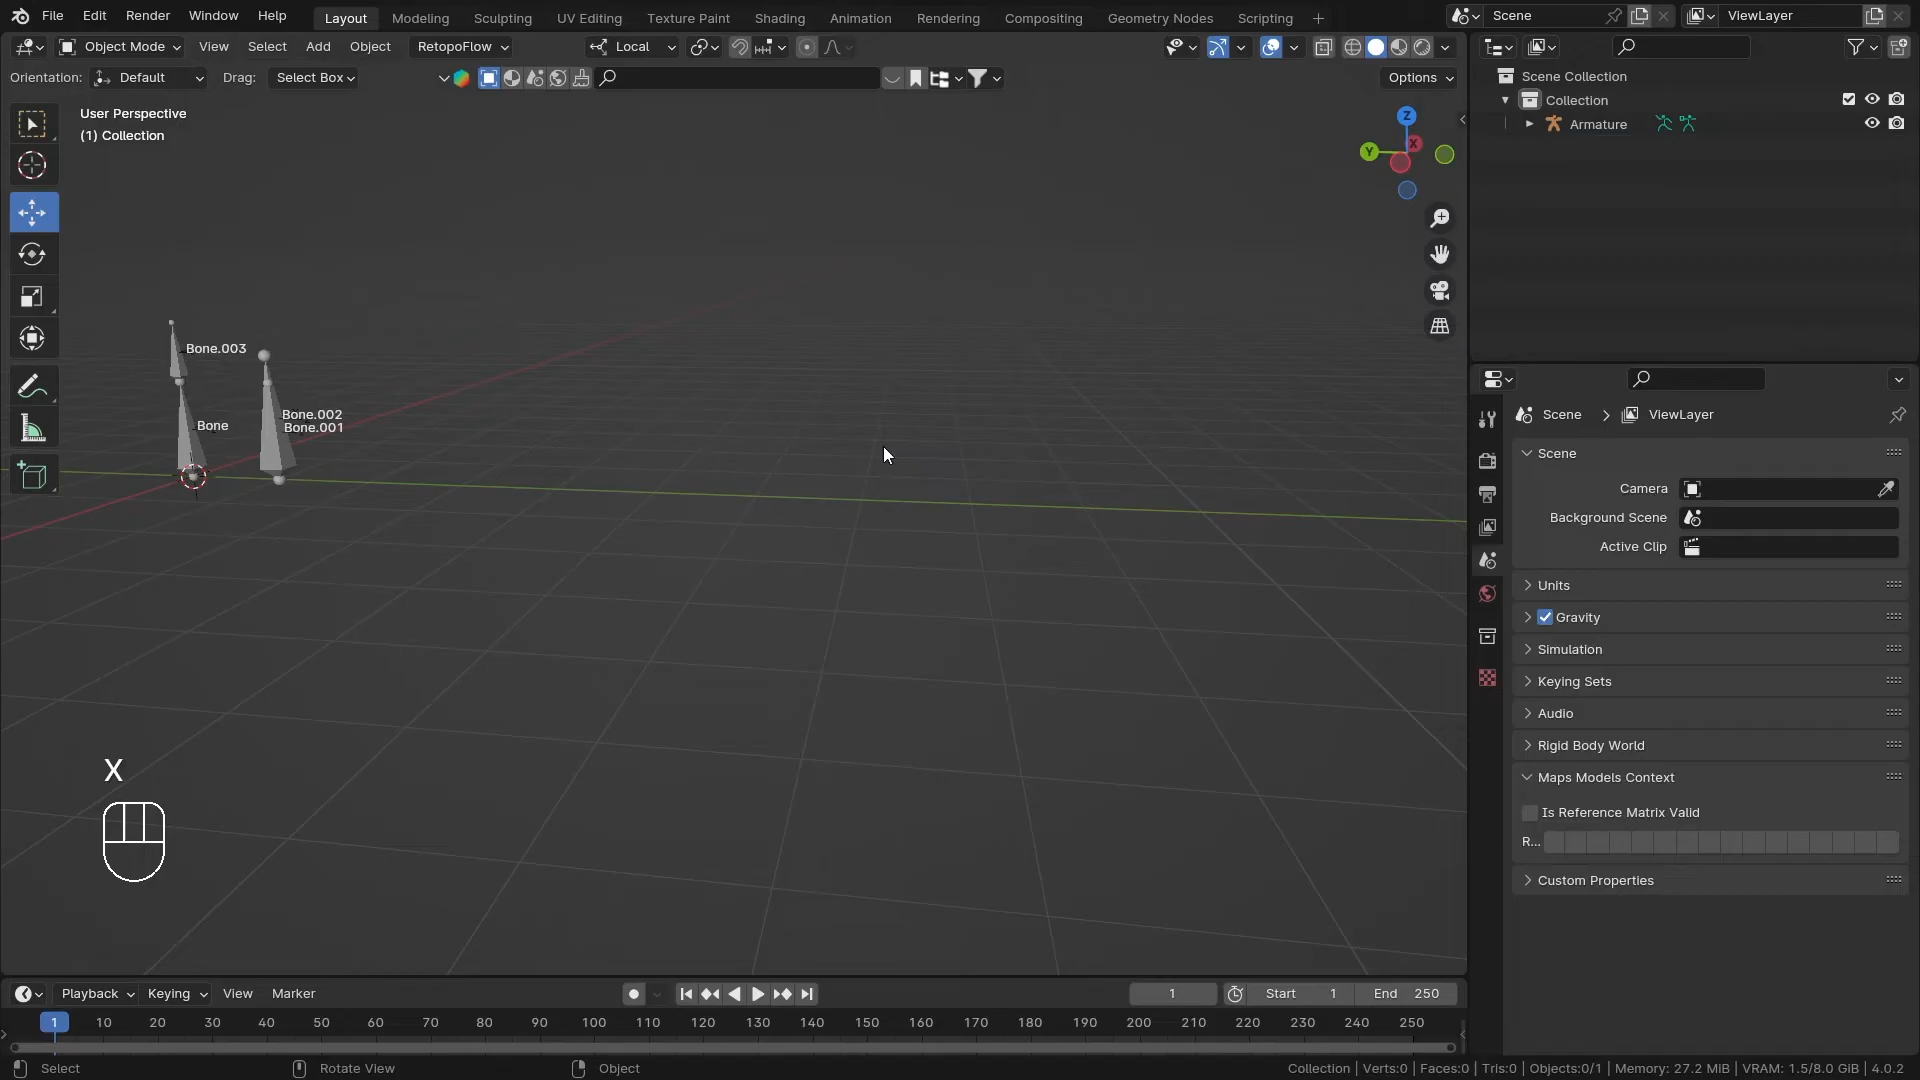 File Edit Render Window Help Layout Modeling Sculpting UV Editing Texture Paint Shading Animation Rendering Compositing Geometry Nodes Scripting + Scene ViewLayer
Object Mode View Select Add Object RetopoFlow Local
Orientation: Default Drag: Select Box Options
User Perspective
(1) Collection
Z
Y
X
Bone.003
Bone.002
Bone
Bone.001
X
Scene Collection
Collection
Armature
Scene > ViewLayer
Scene
Camera
Background Scene
Active Clip
Units
Gravity
Simulation
Keying Sets
Audio
Rigid Body World
Maps Models Context
Is Reference Matrix Valid
R...
Custom Properties
Playback Keying View Marker 1 Start 1 End 250
1 10 20 30 40 50 60 70 80 90 100 110 120 130 140 150 160 170 180 190 200 210 220 230 240 250
Select Rotate View Object Collection | Verts:0 | Faces:0 | Tris:0 | Objects:0/1 | Memory: 27.2 MiB | VRAM: 1.5/8.0 GiB | 4.0.2